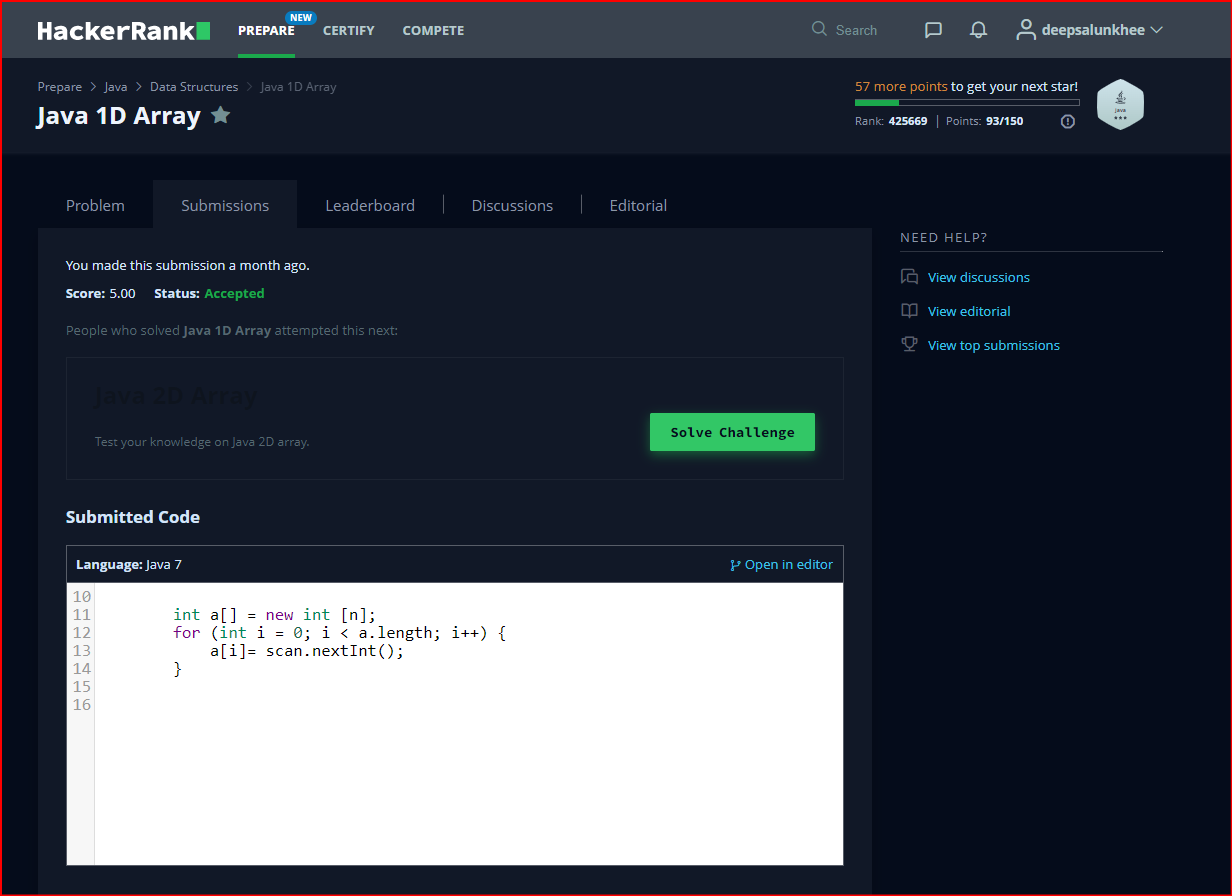 HackerRank PREPARE NEW CERTIFY COMPETE Search deepsalunkhee
Prepare > Java > Data Structures > Java 1D Array
Java 1D Array
57 more points to get your next star!
Rank: 425669 | Points: 93/150
Java
Problem Submissions Leaderboard Discussions Editorial
You made this submission a month ago.
Score: 5.00 Status: Accepted
People who solved Java 1D Array attempted this next:
Java 2D Array
Test your knowledge on Java 2D array.
Solve Challenge
Submitted Code
Language: Java 7 Open in editor
10
11 int a[] = new int [n];
12 for (int i = 0; i < a.length; i++) {
13 a[i]= scan.nextInt();
14 }
15
16
NEED HELP?
View discussions
View editorial
View top submissions